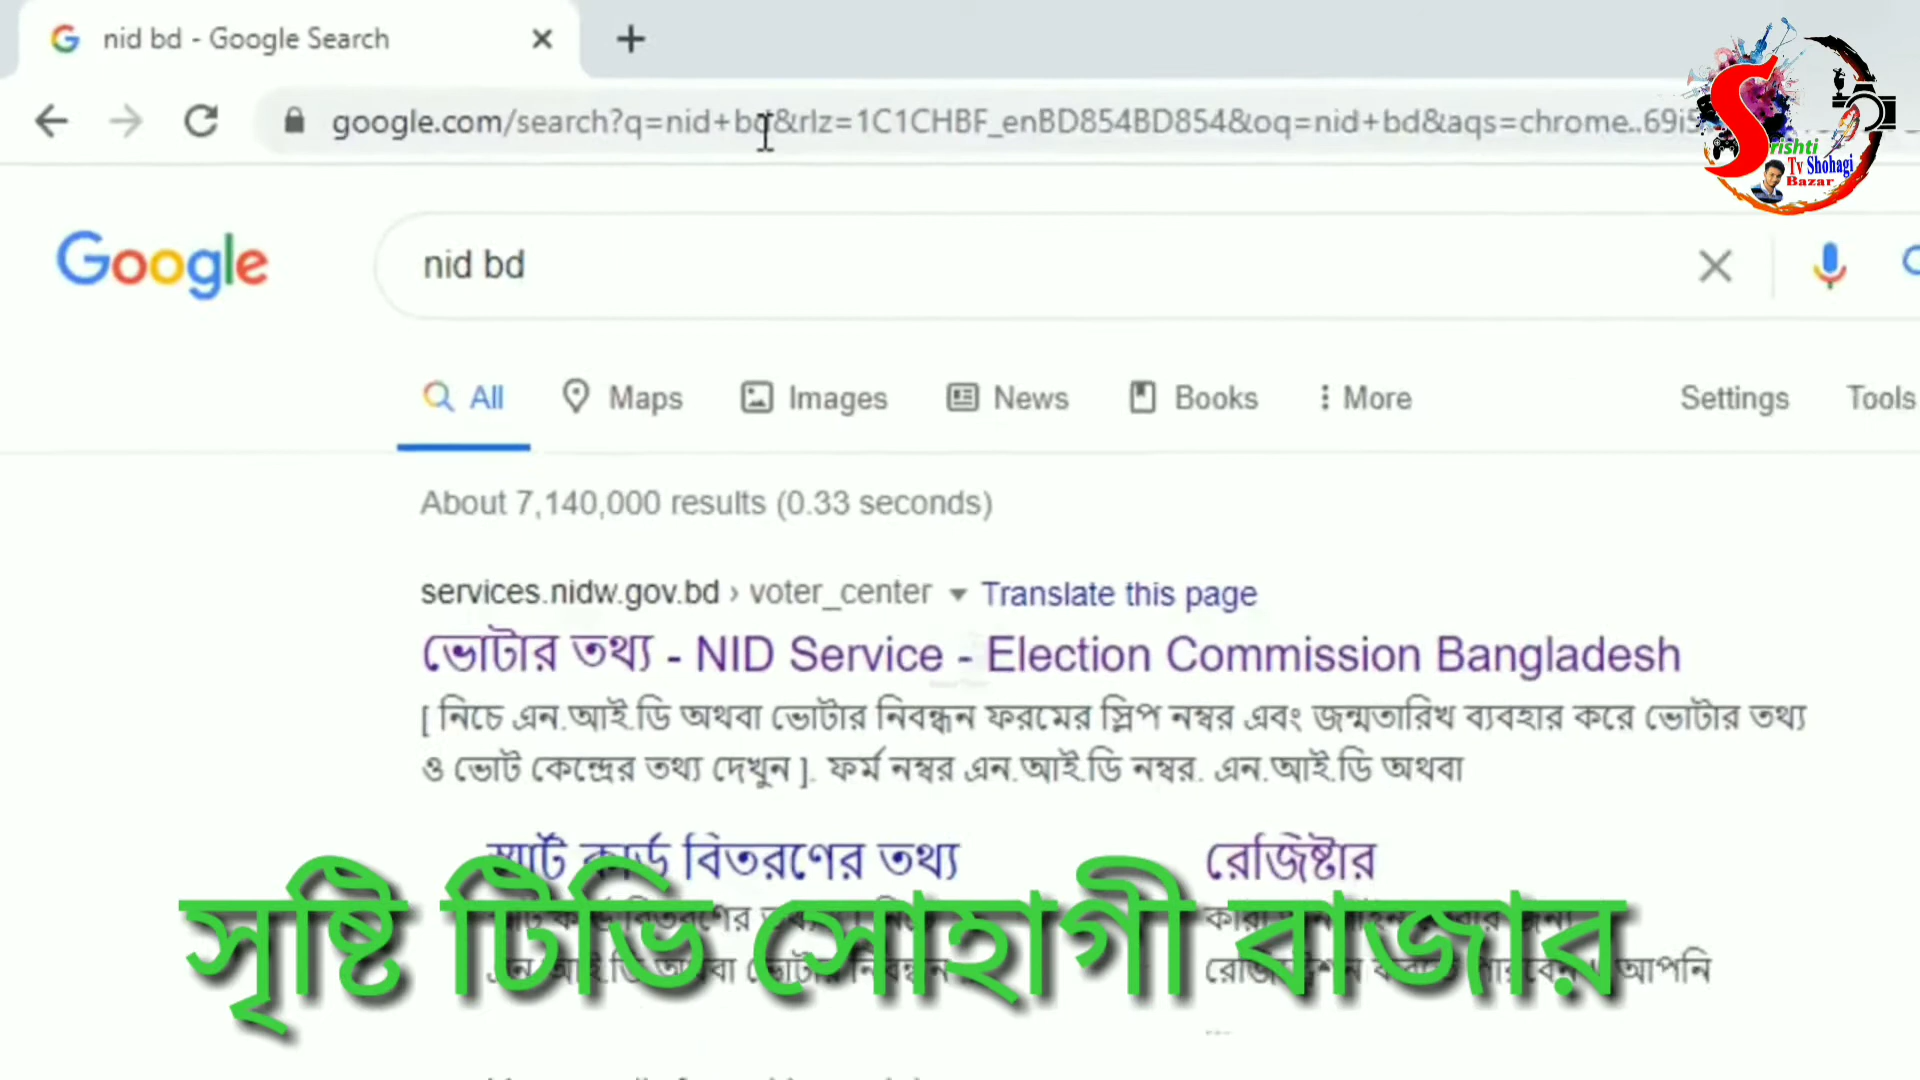 nid bd - Google Search
google.com/search?q=nid+bd&rlz=1C1CHBF_enBD854BD854&oq=nid+bd&aqs=chrome..69i5
Srishti
Tv Shohagi
Bazar
Google
nid bd
All Maps Images News Books More Settings Tools
About 7,140,000 results (0.33 seconds)
services.nidw.gov.bd › voter_center Translate this page
ভোটার তথ্য - NID Service - Election Commission Bangladesh
[ নিচে এন.আই.ডি অথবা ভোটার নিবন্ধন ফরমের স্লিপ নম্বর এবং জন্মতারিখ ব্যবহার করে ভোটার তথ্য
ও ভোট কেন্দ্রের তথ্য দেখুন ]. ফর্ম নম্বর এন.আই.ডি নম্বর. এন.আই.ডি অথবা
স্মার্ট কার্ড বিতরণের তথ্য রেজিষ্টার
সৃষ্টি টিভি সোহাগী বাজার
আপনি